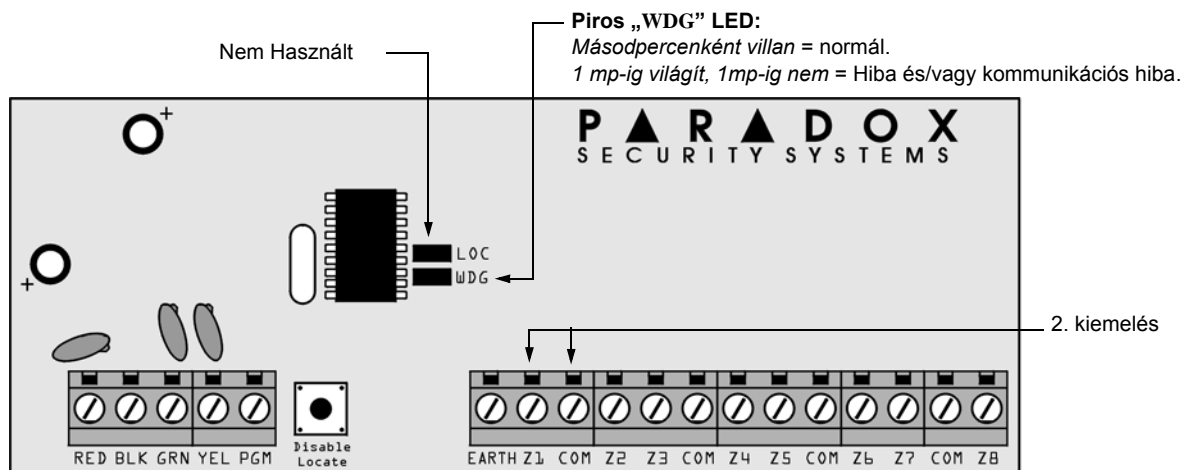 Piros „WDG” LED:
Másodpercenként villan = normál.
1 mp-ig világít, 1mp-ig nem = Hiba és/vagy kommunikációs hiba.
Nem Használt
PARADOX
SECURITY SYSTEMS
+
LOC
WDG
+
2. kiemelés
Disable
Locate
RED BLK GRN YEL PGM
EARTH Z1 COM Z2 Z3 COM Z4 Z5 COM Z6 Z7 COM Z8